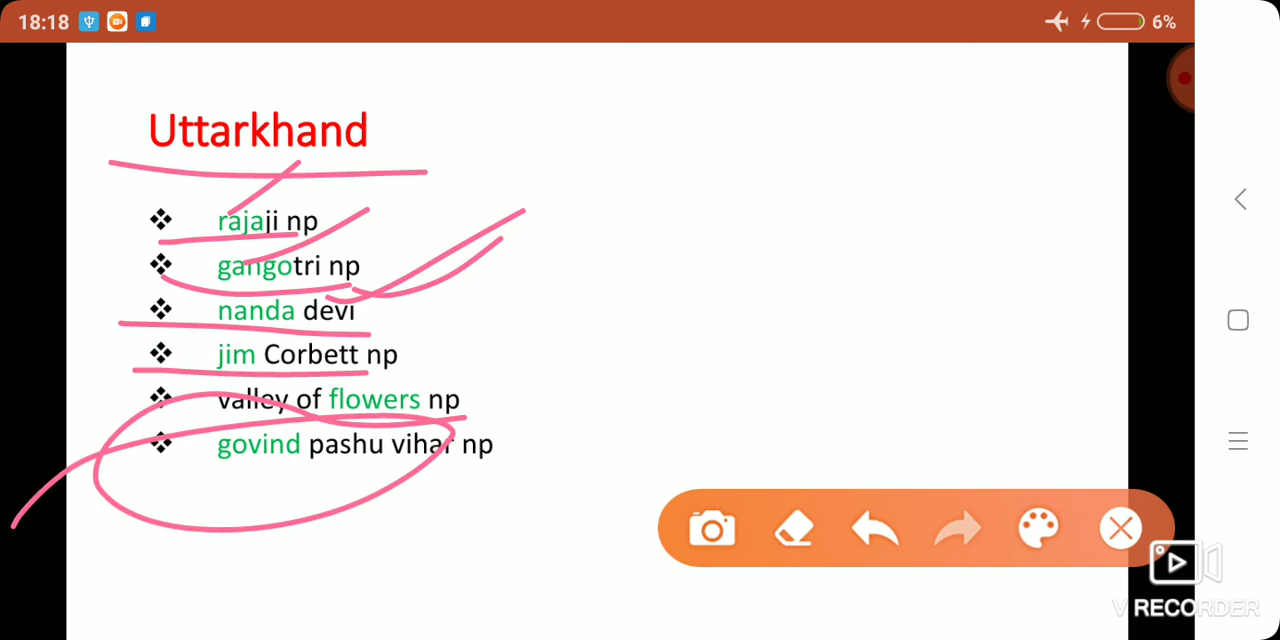 18:18
6%
Uttarkhand
❖ rajaji np
❖ gangotri np
❖ nanda devi
❖ jim Corbett np
❖ valley of flowers np
❖ govind pashu vihar np
V RECORDER